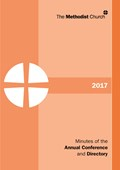 The Methodist Church
2017
Minutes of the
Annual Conference
and Directory